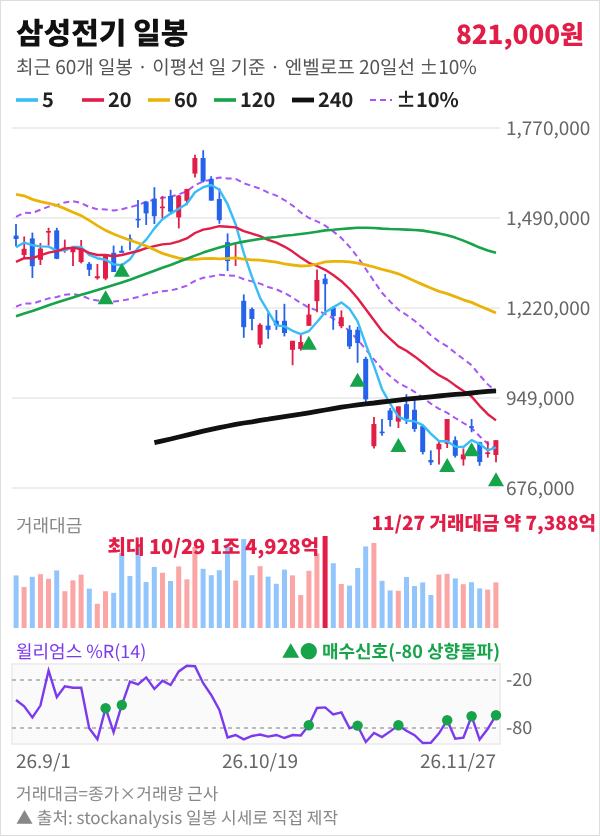 삼성전기 일봉
821,000원
최근 60개 일봉 · 이평선 일 기준 · 엔벨로프 20일선 ±10%
5 20 60 120 240 ±10%
1,770,000
1,490,000
1,220,000
949,000
676,000
거래대금
11/27 거래대금 약 7,388억
최대 10/29 1조 4,928억
윌리엄스 %R(14)
▲● 매수신호(-80 상향돌파)
-20
-80
26.9/1 26.10/19 26.11/27
거래대금=종가×거래량 근사
▲ 출처: stockanalysis 일봉 시세로 직접 제작